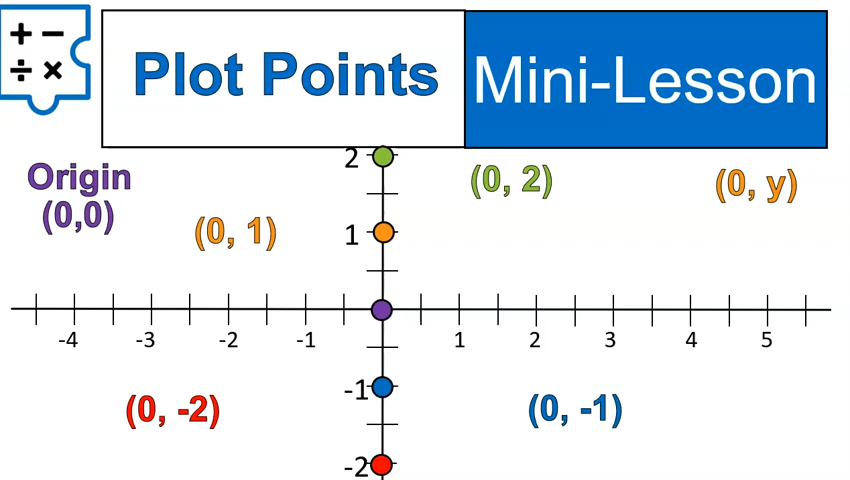 + −
÷ ×
Plot Points
Mini-Lesson
2
Origin
(0,0)
(0, 2)
(0, y)
(0, 1)
1
-4 -3 -2 -1 1 2 3 4 5
-1
(0, -2)
(0, -1)
-2